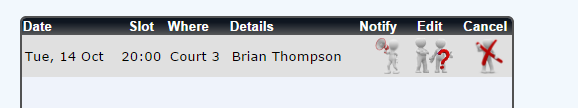 Date Slot Where Details Notify Edit Cancel
Tue, 14 Oct 20:00 Court 3 Brian Thompson